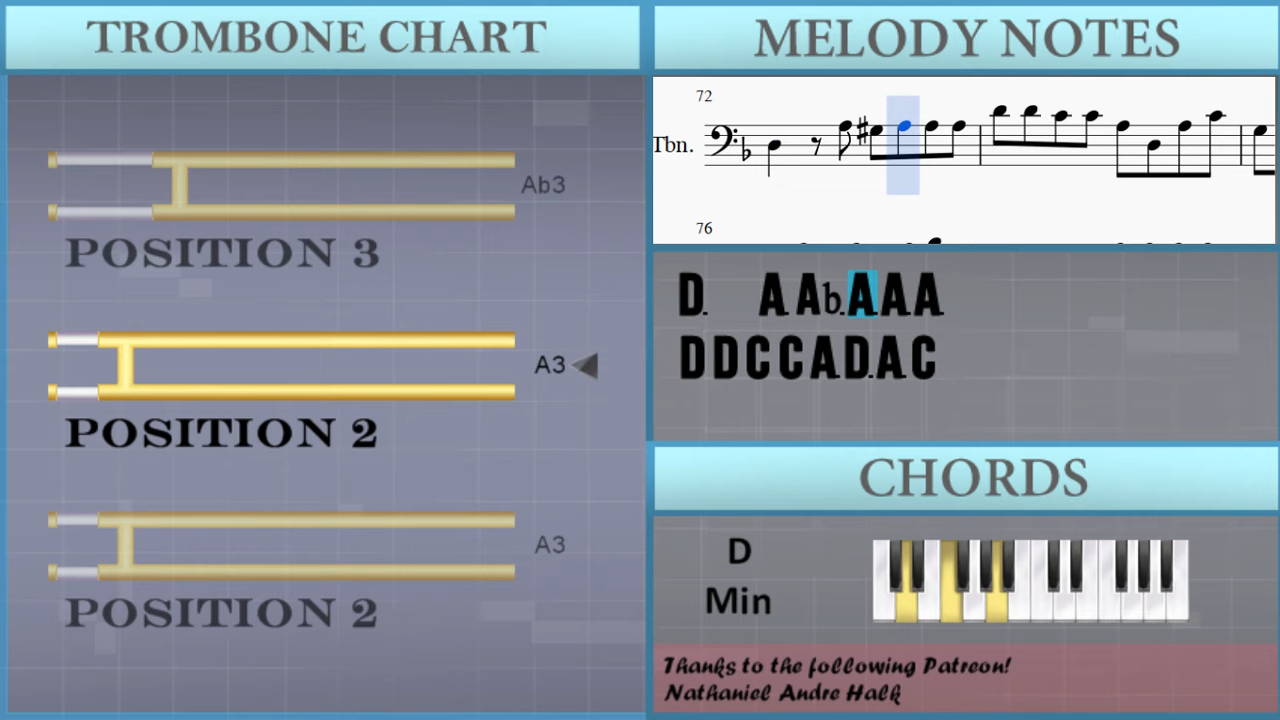 TROMBONE CHART
Ab3
POSITION 3
A3
POSITION 2
A3
POSITION 2
MELODY NOTES
72
Tbn.
76
D. A Ab. A A A.
D D C C A. D. A. C
CHORDS
D
Min
Thanks to the following Patreon!
Nathaniel Andre Halk